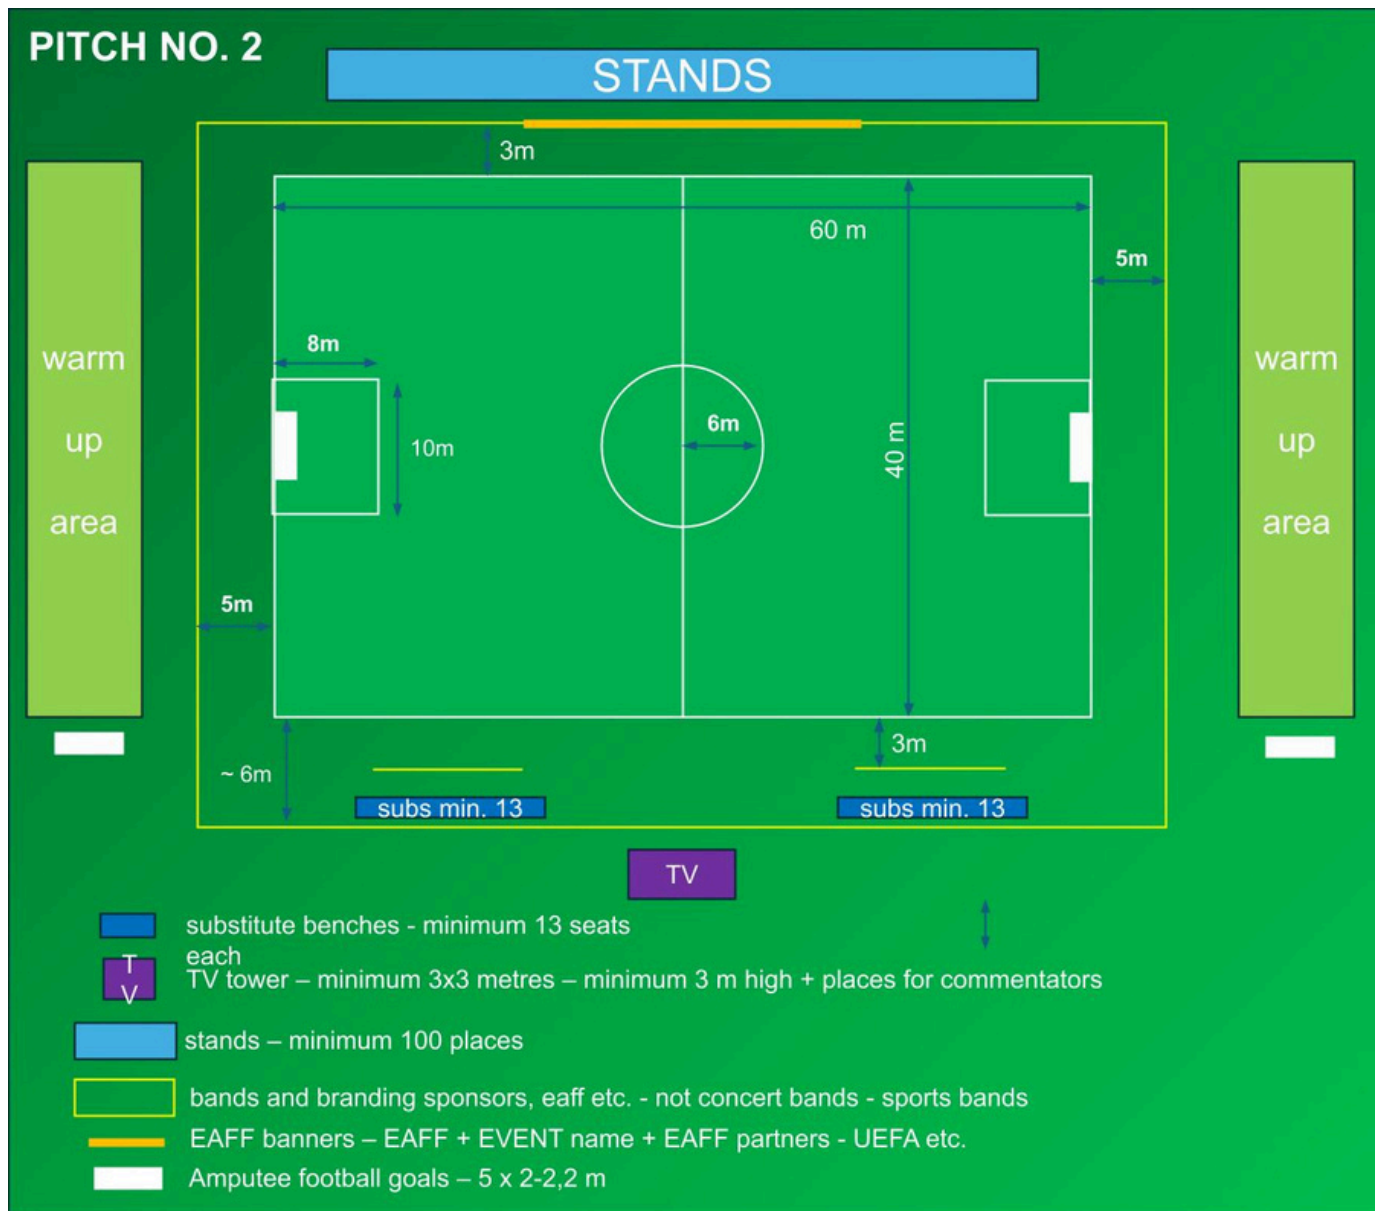 PITCH NO. 2
STANDS
3m
60 m
5m
8m
warm
up
area
10m
6m
40 m
warm
up
area
5m
~ 6m
3m
subs min. 13
subs min. 13
TV
substitute benches - minimum 13 seats
each
T
V
TV tower – minimum 3x3 metres – minimum 3 m high + places for commentators
stands – minimum 100 places
bands and branding sponsors, eaff etc. - not concert bands - sports bands
EAFF banners – EAFF + EVENT name + EAFF partners - UEFA etc.
Amputee football goals – 5 x 2-2,2 m